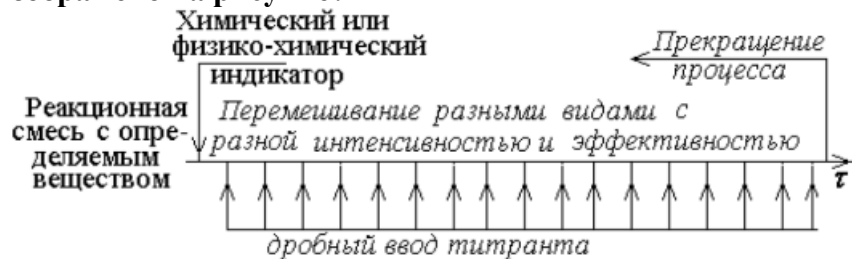 Химический или
физико-химический
индикатор
Прекращение
процесса
Реакционная
смесь с опре-
деляемым
веществом
Перемешивание разными видами с
разной интенсивностью и эффективностью
τ
дробный ввод титранта